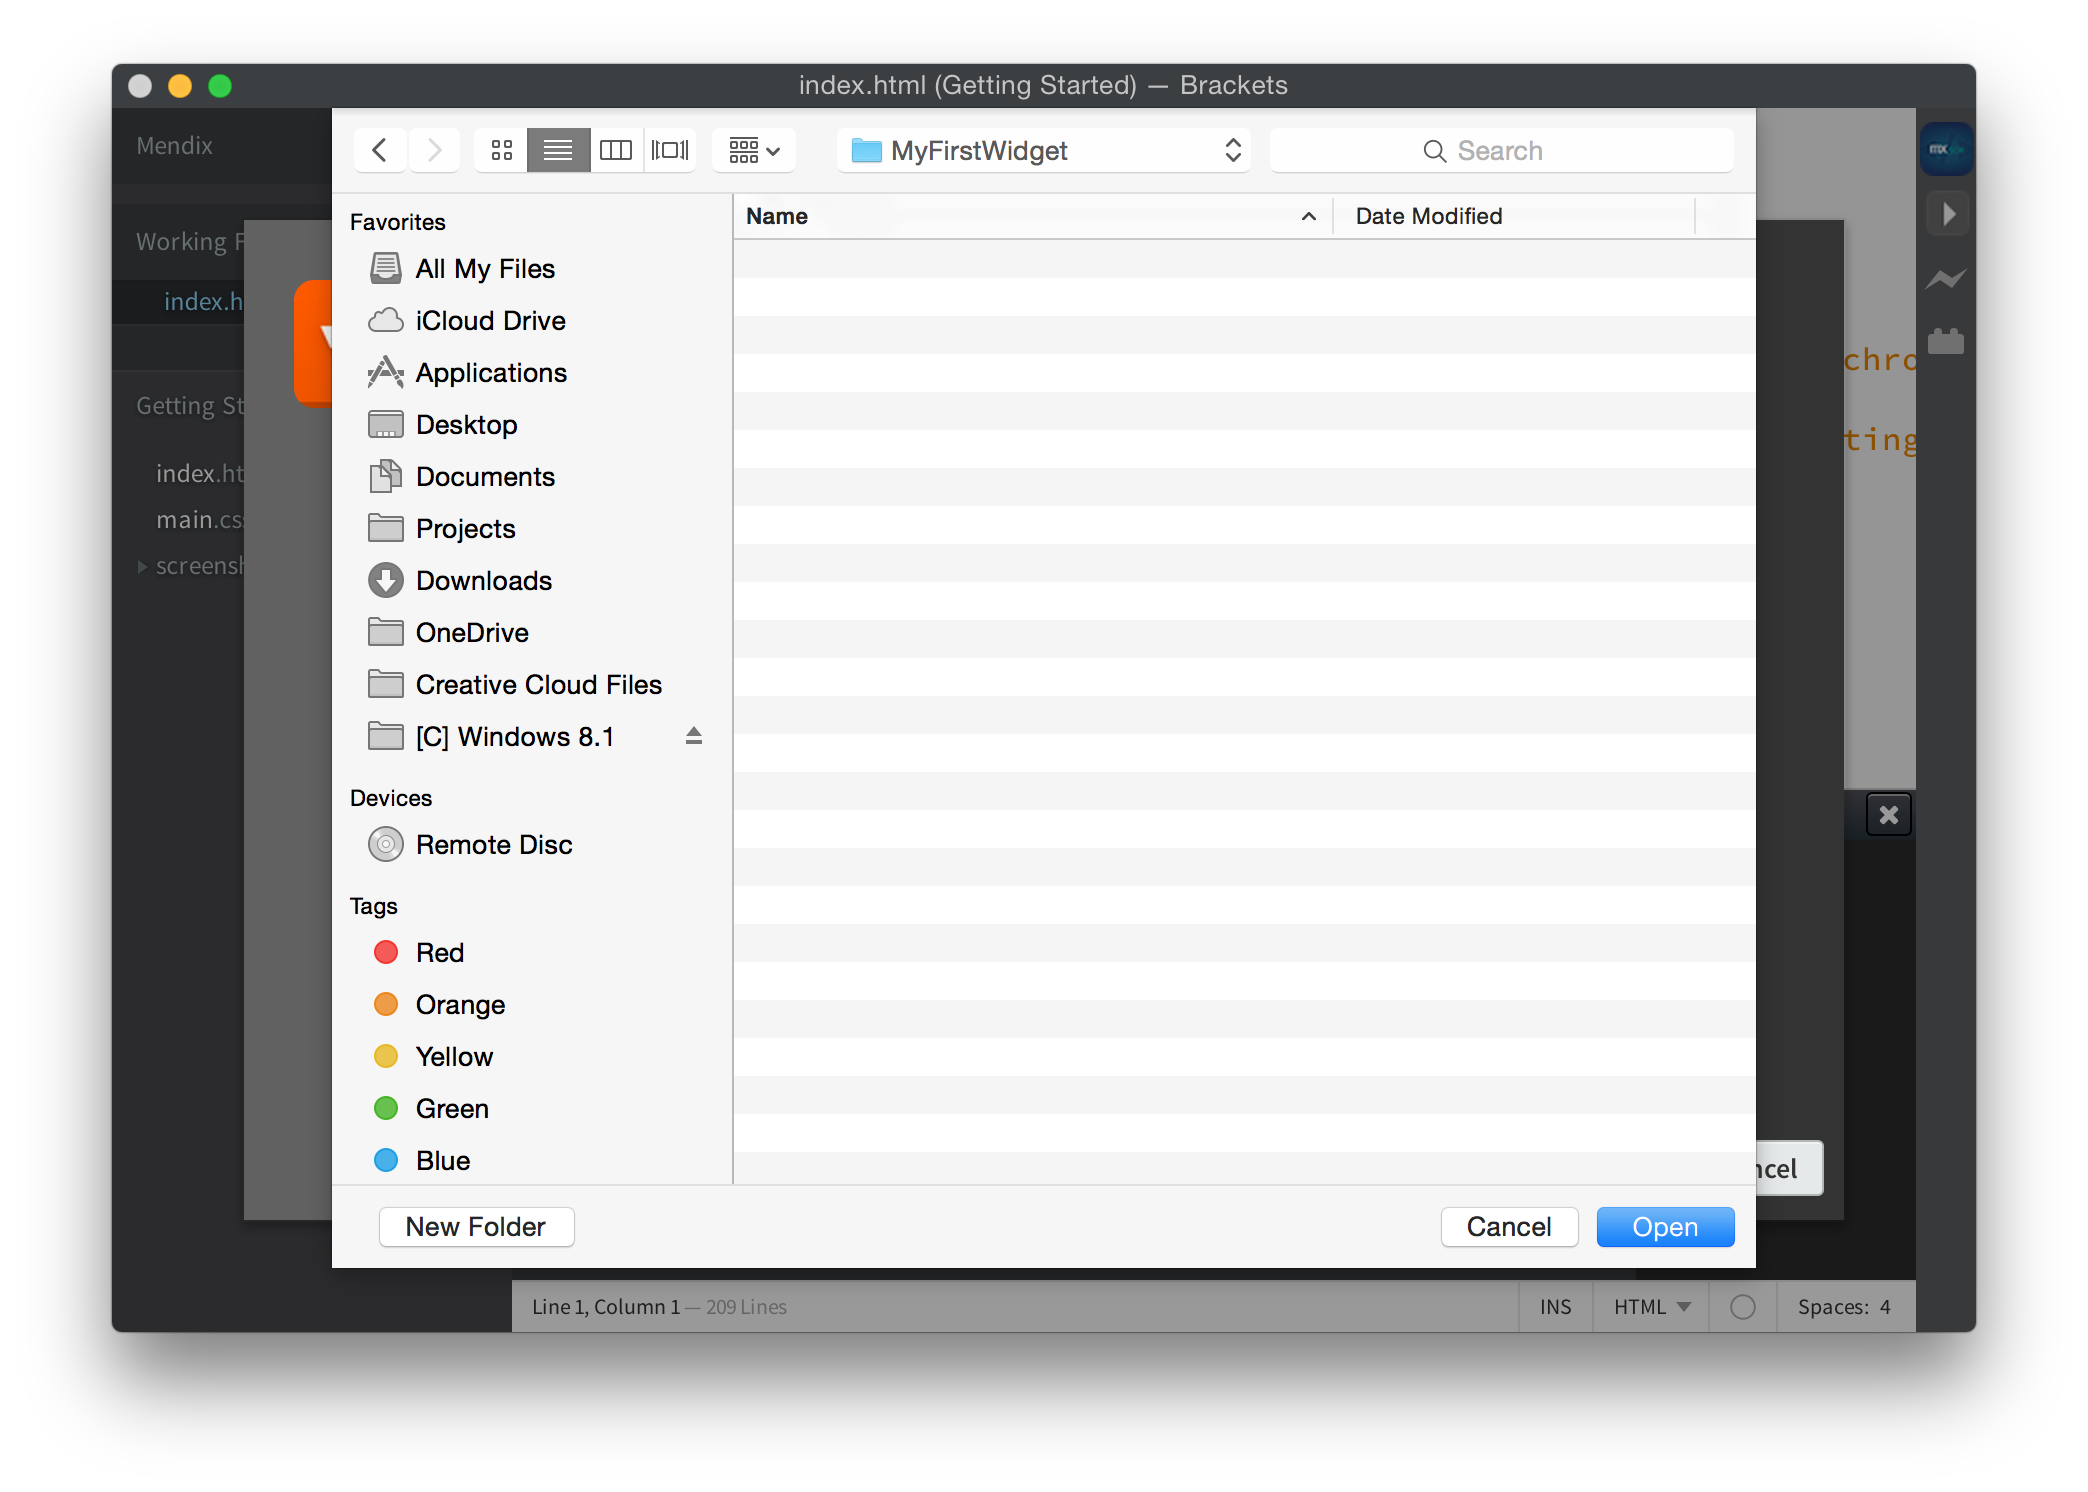 index.html (Getting Started) — Brackets
Mendix
MyFirstWidget
Search
Working F
index.h
Getting St
index.ht
main.cs
screensh
Favorites
All My Files
iCloud Drive
Applications
Desktop
Documents
Projects
Downloads
OneDrive
Creative Cloud Files
[C] Windows 8.1
Devices
Remote Disc
Tags
Red
Orange
Yellow
Green
Blue
Name
Date Modified
mx
chro
ting
ncel
New Folder
Cancel
Open
Line 1, Column 1 — 209 Lines
INS
HTML
Spaces: 4